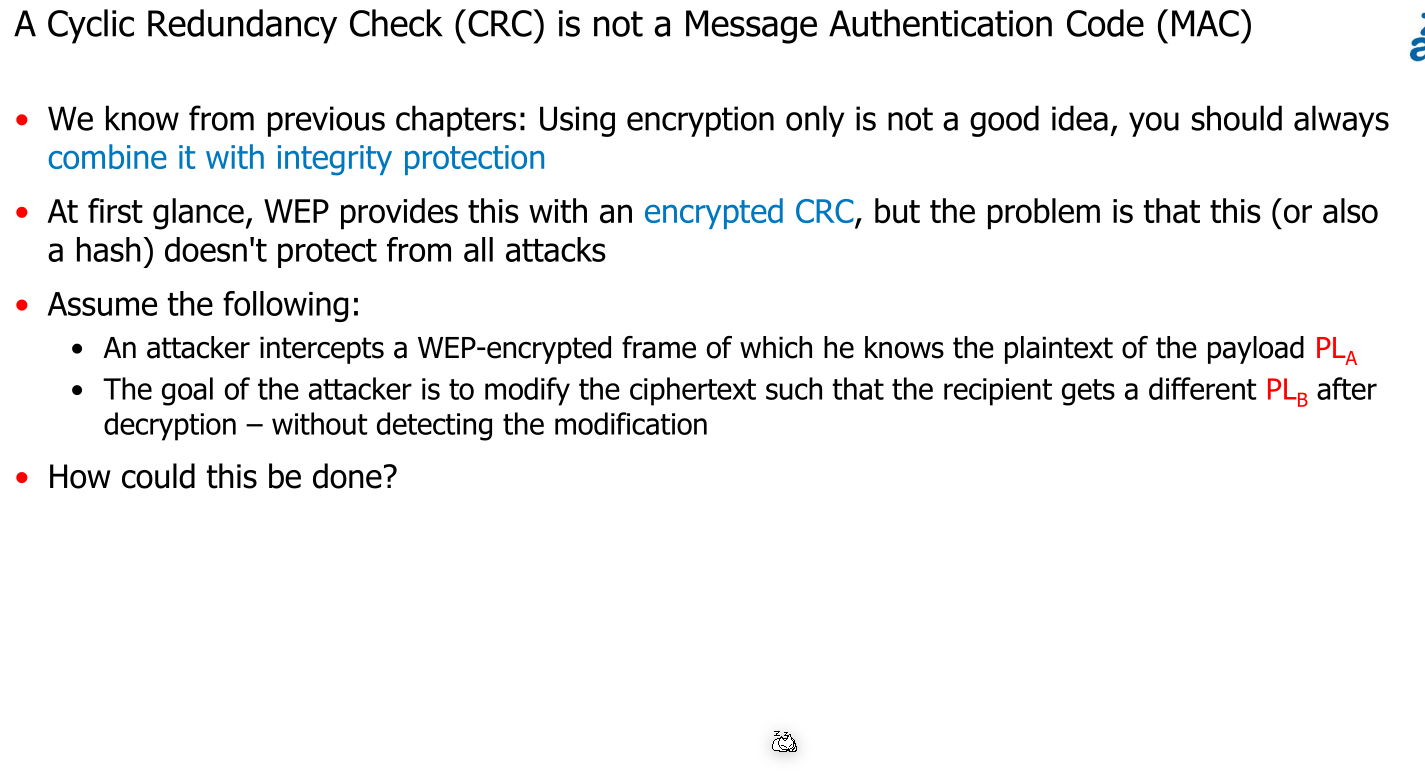 A Cyclic Redundancy Check (CRC) is not a Message Authentication Code (MAC)
• We know from previous chapters: Using encryption only is not a good idea, you should always
combine it with integrity protection
• At first glance, WEP provides this with an encrypted CRC, but the problem is that this (or also
a hash) doesn't protect from all attacks
• Assume the following:
• An attacker intercepts a WEP-encrypted frame of which he knows the plaintext of the payload PLA
• The goal of the attacker is to modify the ciphertext such that the recipient gets a different PLB after
decryption – without detecting the modification
• How could this be done?